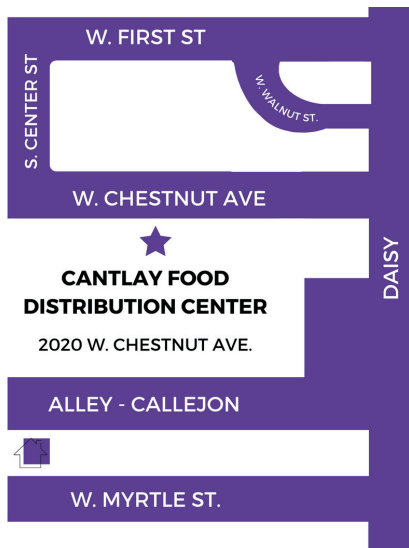 W. FIRST ST
S. CENTER ST
W. WALNUT ST.
W. CHESTNUT AVE
DAISY
CANTLAY FOOD
DISTRIBUTION CENTER
2020 W. CHESTNUT AVE.
ALLEY - CALLEJON
W. MYRTLE ST.